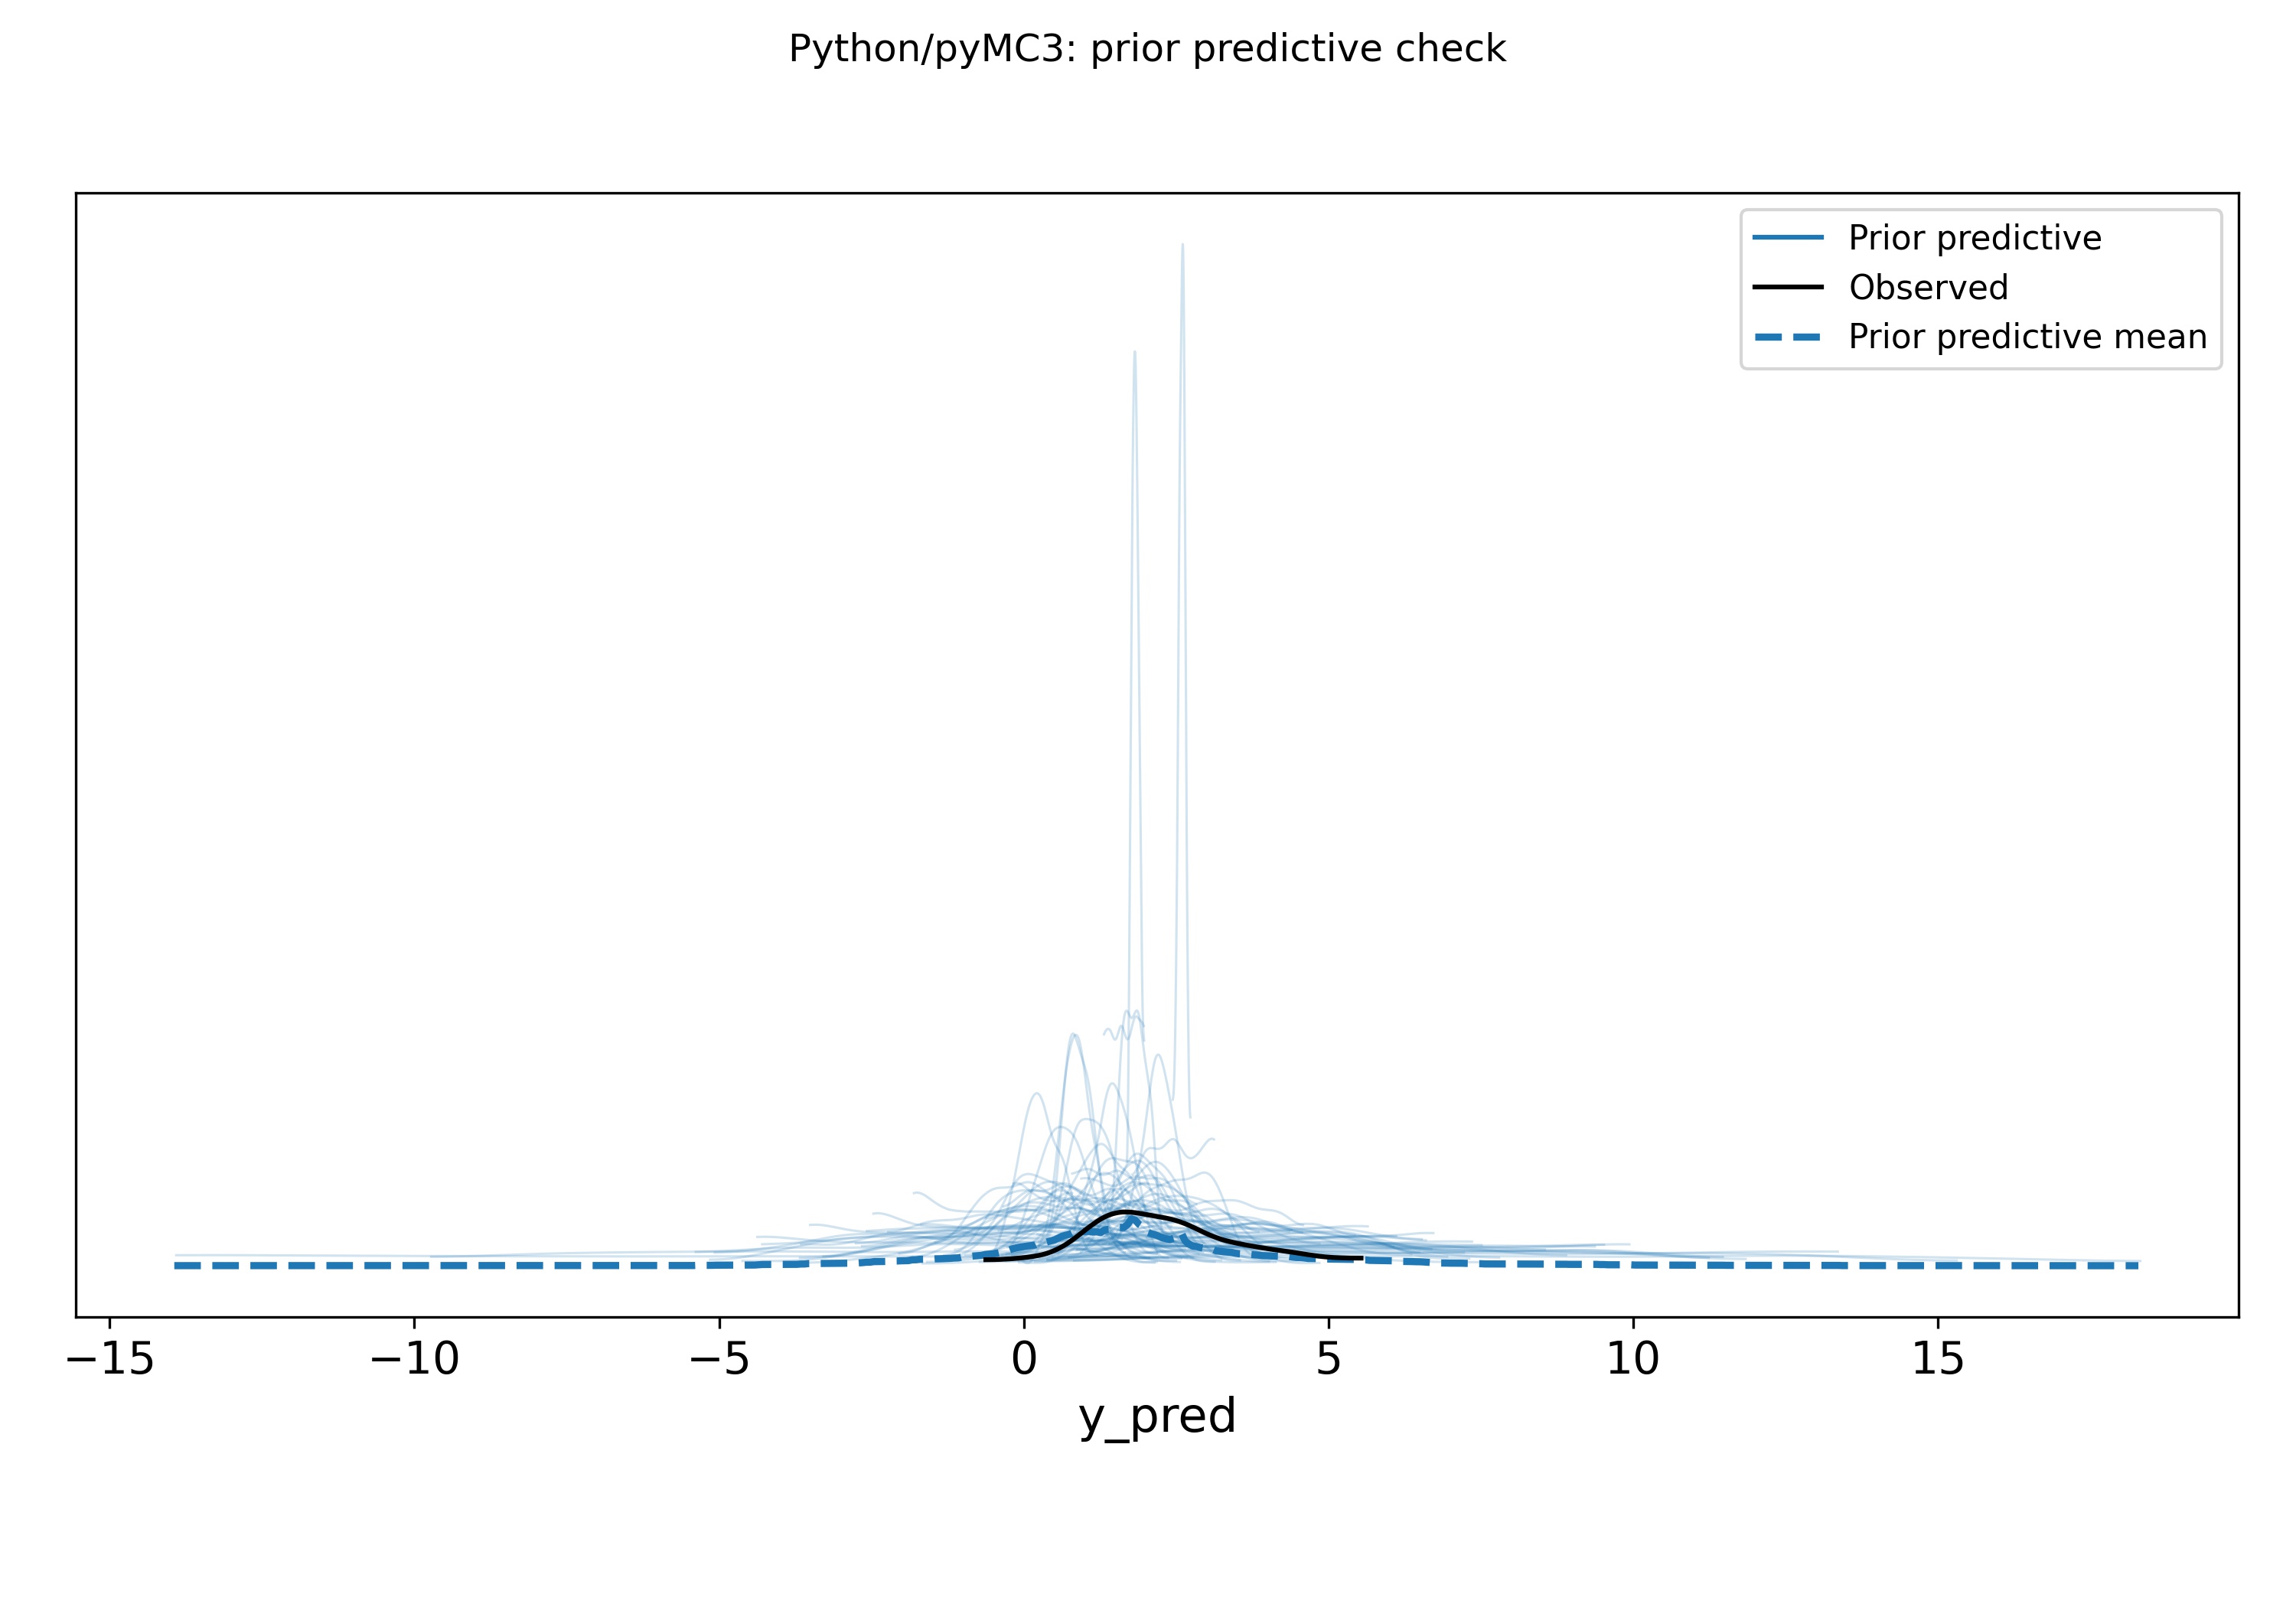 Python/pyMC3: prior predictive check
Prior predictive
Observed
Prior predictive mean
−15 −10 −5 0 5 10 15
y_pred